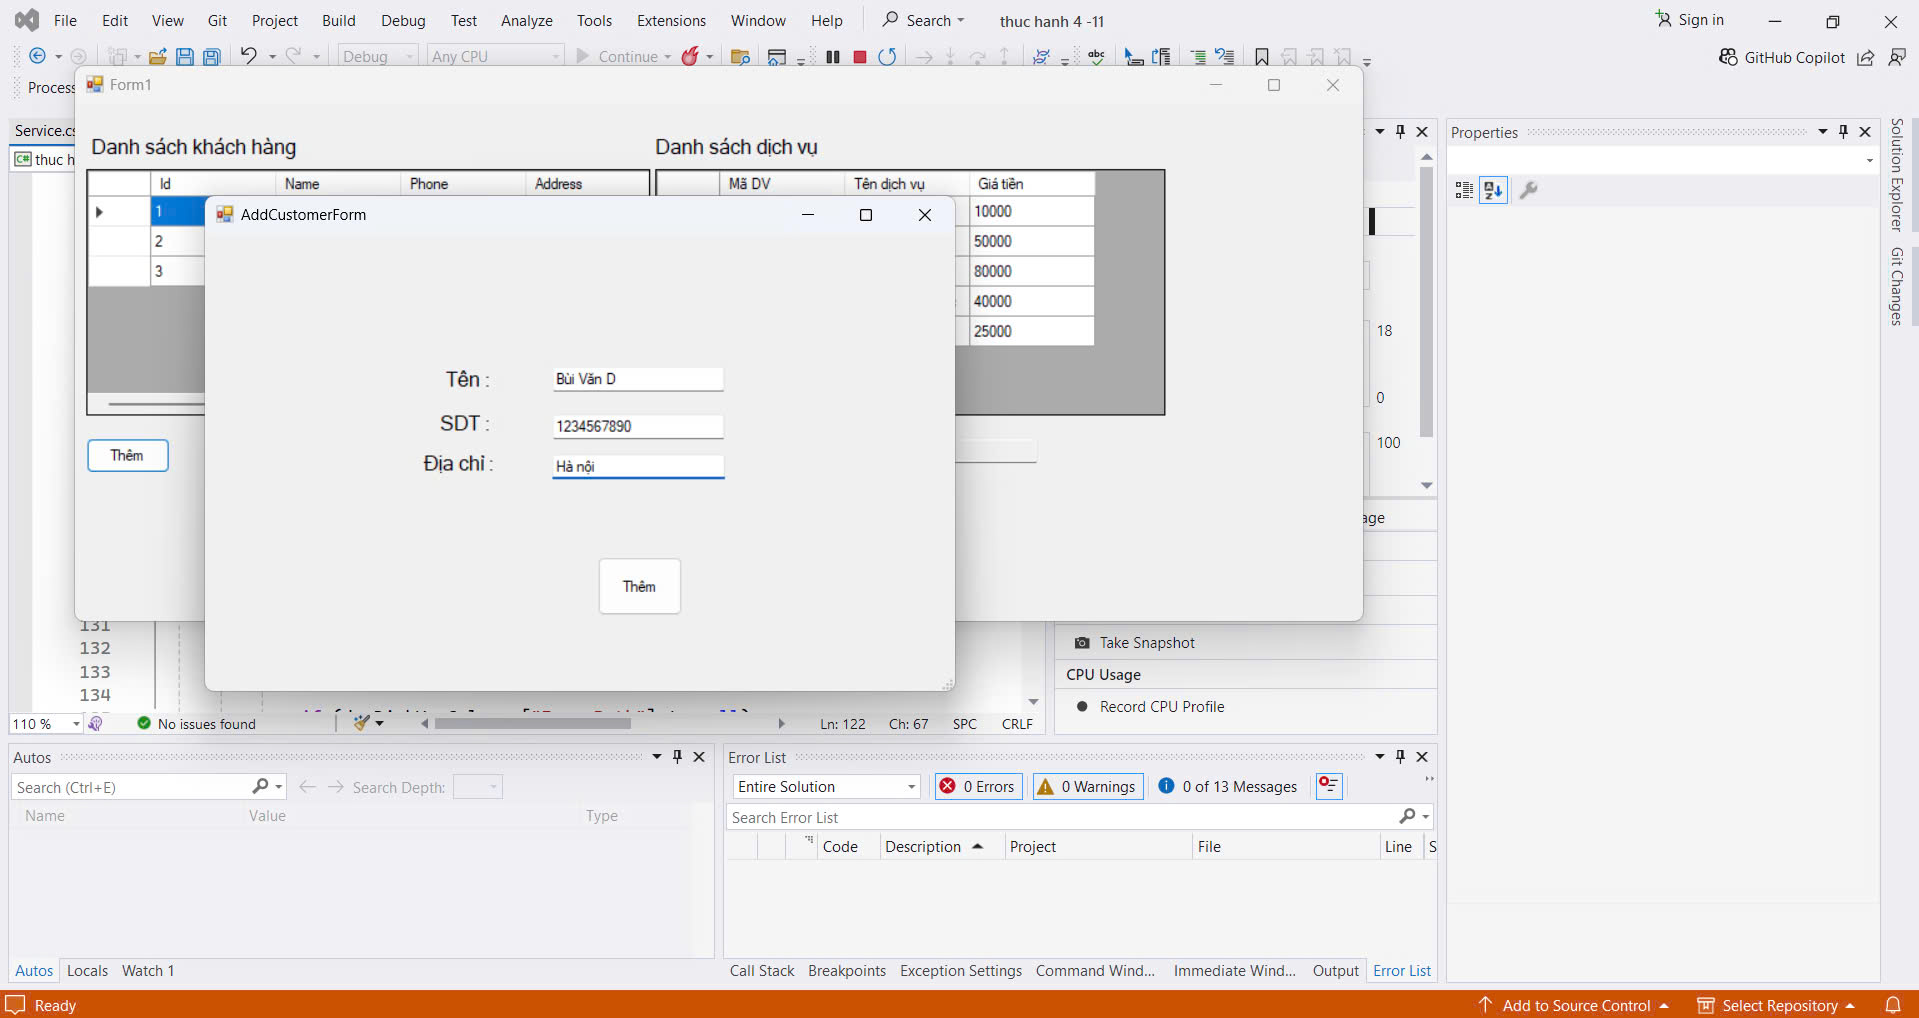 File Edit View Git Project Build Debug Test Analyze Tools Extensions Window Help Search thuc hanh 4 -11 Sign in
Debug Any CPU Continue GitHub Copilot
Process
Form1
Service.cs
thuc h
Danh sách khách hàng Danh sách dịch vụ
Id Name Phone Address Mã DV Tên dịch vụ Giá tiền
1 10000
2 50000
3 80000
40000
25000
AddCustomerForm
Tên : Bùi Văn D
SDT : 1234567890
Địa chỉ : Hà nội
Thêm
Thêm
Properties
Solution Explorer
Git Changes
18
0
100
age
Take Snapshot
CPU Usage
Record CPU Profile
131
132
133
134
110 % No issues found Ln: 122 Ch: 67 SPC CRLF
Autos
Search (Ctrl+E) Search Depth:
Name Value Type
Autos Locals Watch 1
Error List
Entire Solution 0 Errors 0 Warnings 0 of 13 Messages
Search Error List
Code Description Project File Line S
Call Stack Breakpoints Exception Settings Command Wind... Immediate Wind... Output Error List
Ready Add to Source Control Select Repository